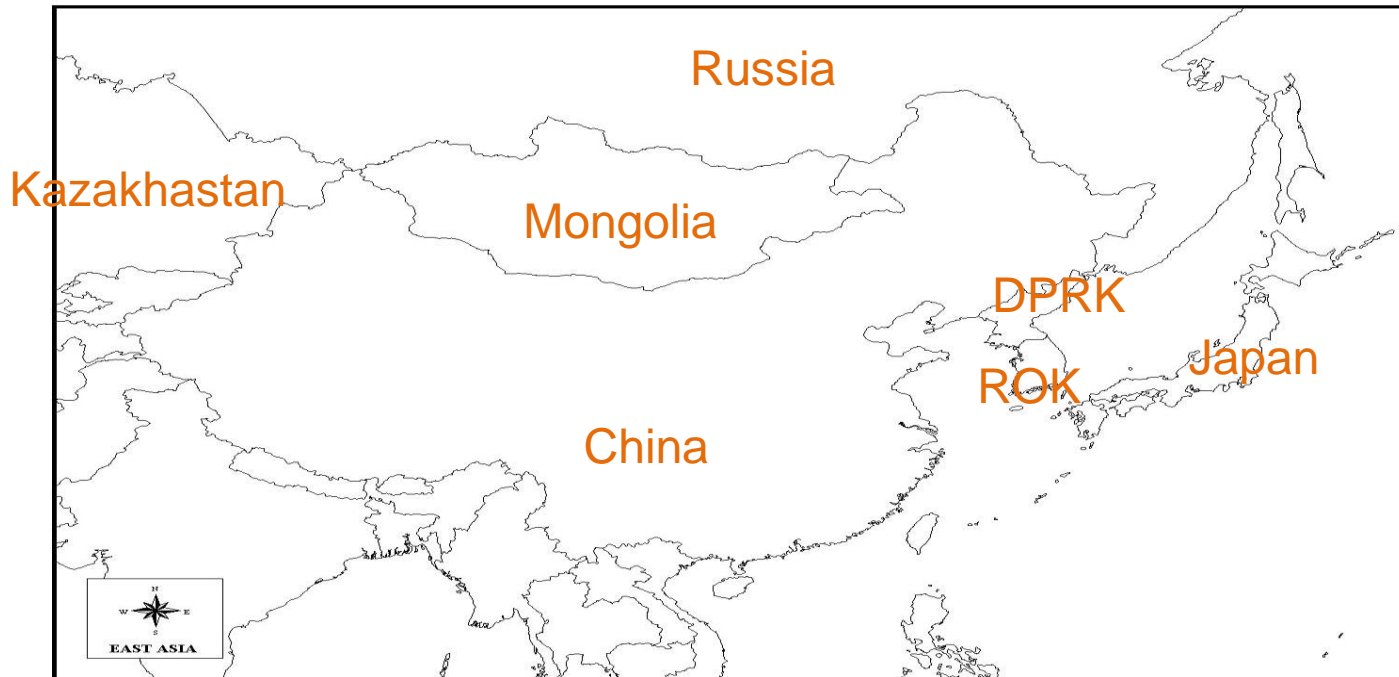 Russia
Kazakhastan
Mongolia
DPRK
Japan
ROK
China
N
W E
S
EAST ASIA